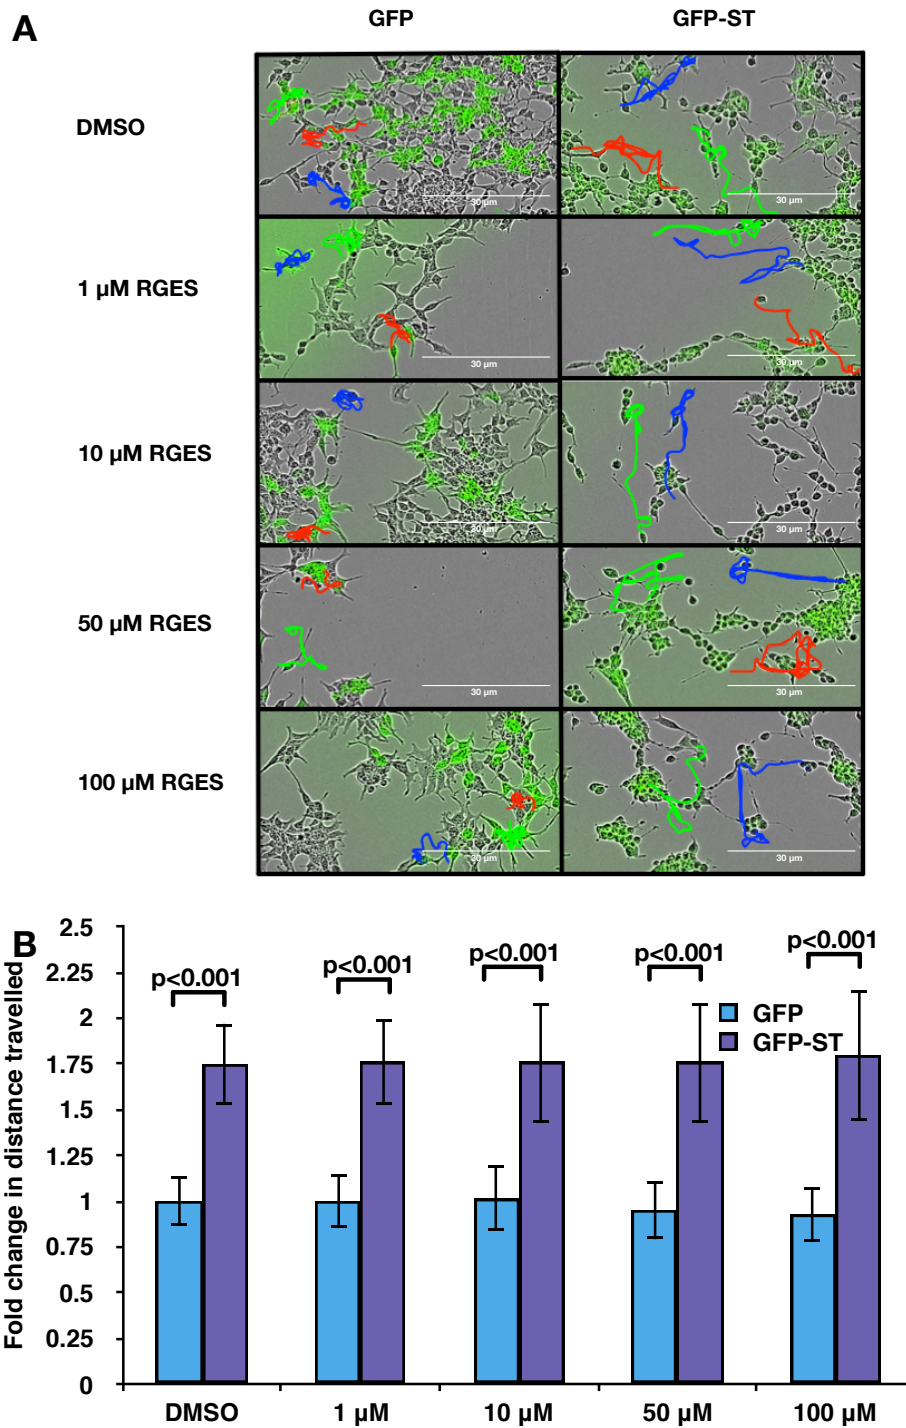 A
GFP GFP-ST
DMSO
30 µm 30 µm
1 µM RGES
30 µm 30 µm
10 µM RGES
30 µm 30 µm
50 µM RGES
30 µm 30 µm
100 µM RGES
30 µm 30 µm
B
Fold change in distance travelled
2.5
2.25
2
1.75
1.5
1.25
1
0.75
0.5
0.25
0
p<0.001 p<0.001 p<0.001 p<0.001 p<0.001
GFP
GFP-ST
DMSO 1 µM 10 µM 50 µM 100 µM